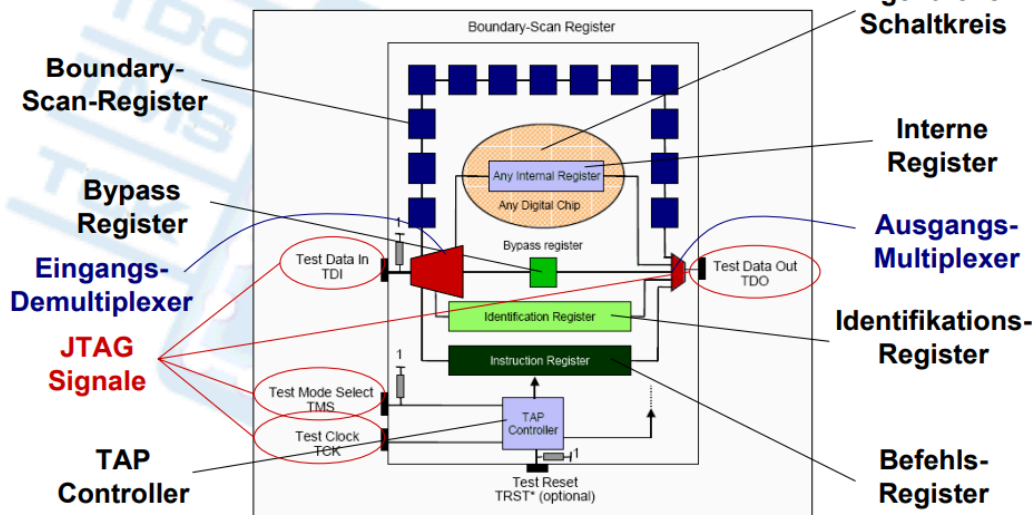 Schaltkreis
Boundary-Scan Register
Boundary-
Scan-Register
Interne
Register
Any Internal Register
Any Digital Chip
Bypass
Register
Bypass register
Ausgangs-
Multiplexer
1
Test Data In
TDI
Test Data Out
TDO
Eingangs-
Demultiplexer
Identification Register
Identifikations-
Register
JTAG
Signale
Instruction Register
1
Test Mode Select
TMS
TAP
Controller
Test Clock
TCK
1
TAP
Controller
Test Reset
TRST* (optional)
Befehls-
Register
TDO
TMS
TCK